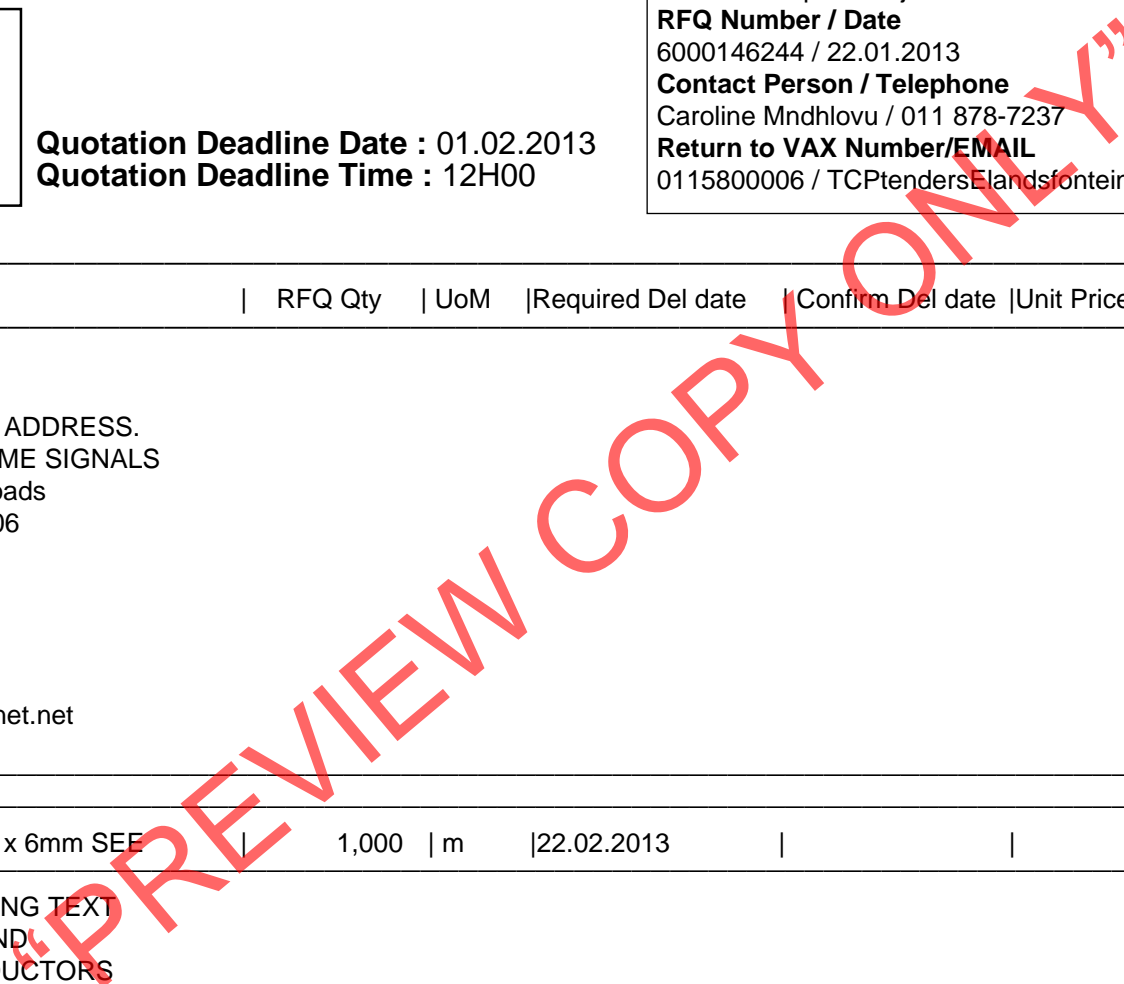 RFQ Number / Date
6000146244 / 22.01.2013
Contact Person / Telephone
Caroline Mndhlovu / 011 878-7237
Return to VAX Number/EMAIL
0115800006 / TCPtendersElandsfontein
Quotation Deadline Date : 01.02.2013
Quotation Deadline Time : 12H00
| RFQ Qty | UoM |Required Del date | Confirm Del date |Unit Price
ADDRESS.
ME SIGNALS
oads
06
net.net
x 6mm SEE | 1,000 | m |22.02.2013 | |
NG TEXT
ND
DUCTORS
“PREVIEW COPY ONLY”